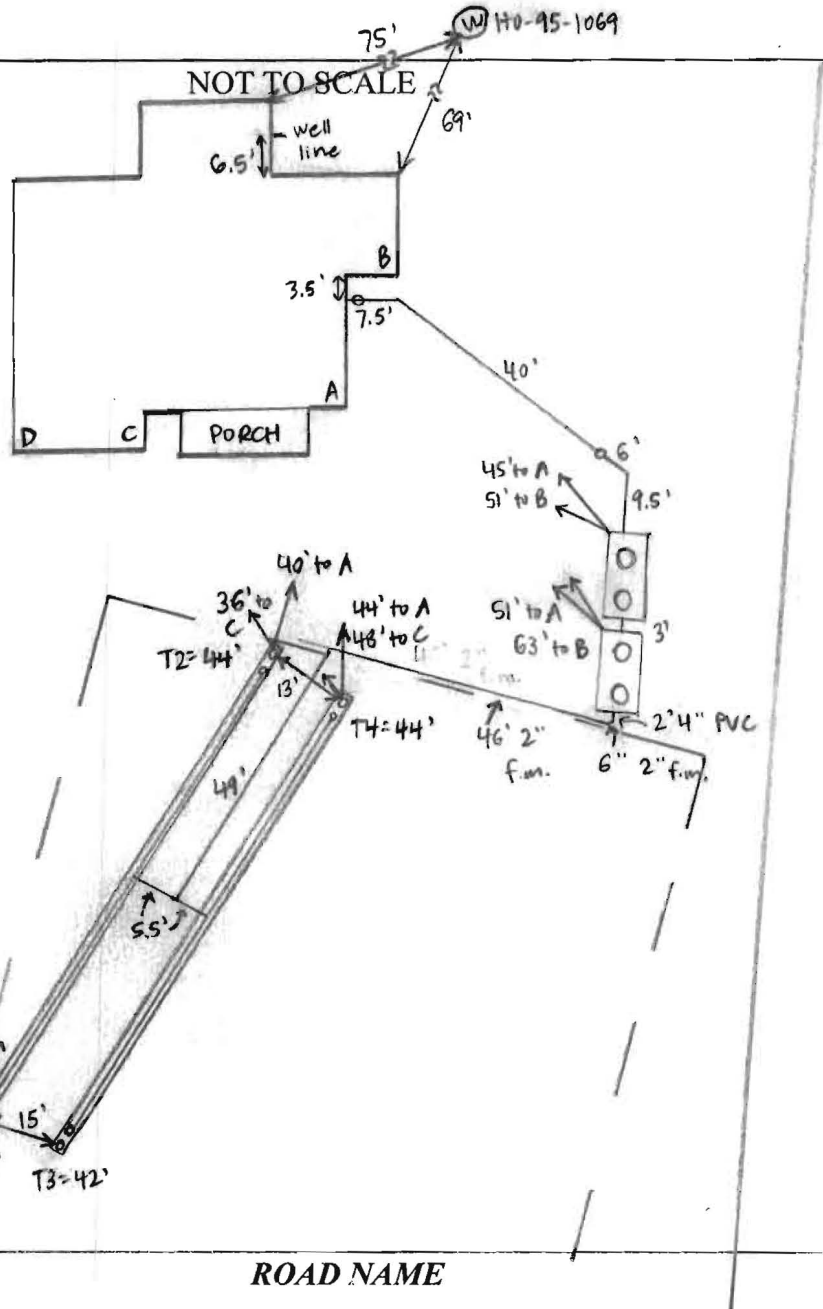 W HO-95-1069
75'
NOT TO SCALE
69'
well
line
6.5'
B
3.5'
7.5'
40'
A
D
C
PORCH
6'
45' to A
51' to B
9.5'
40' to A
36' to
C
44' to A
48' to C
51' to A
63' to B
3'
T2=44'
13'
4" 2"
f.m.
T4=44'
46' 2"
f.m.
2' 4" PVC
6"
2" f.m.
49'
5.5'
15'
T3=42'
ROAD NAME